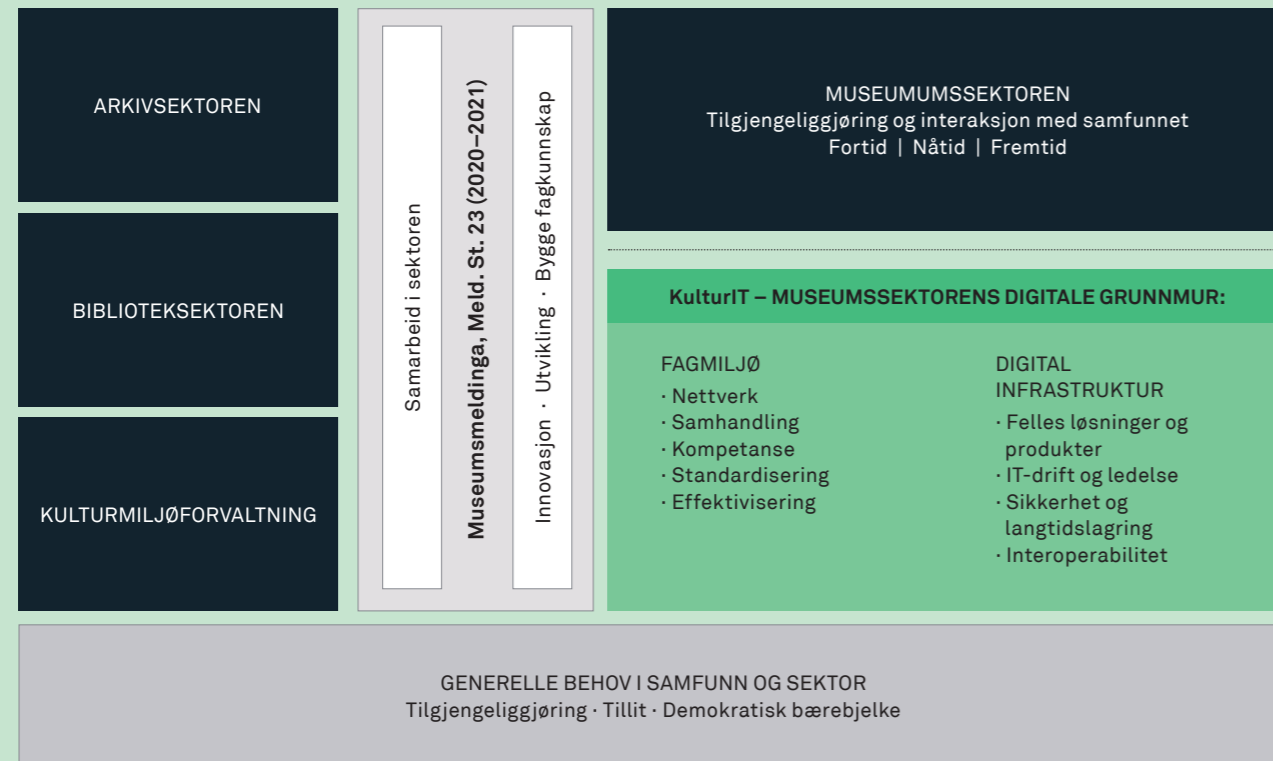 ARKIVSEKTOREN
BIBLIOTEKSEKTOREN
KULTURMILJØFORVALTNING
Samarbeid i sektoren
Museumsmeldinga, Meld. St. 23 (2020–2021)
Innovasjon · Utvikling · Bygge fagkunnskap
MUSEUMUMSSEKTOREN
Tilgjengeliggjøring og interaksjon med samfunnet
Fortid | Nåtid | Fremtid
KulturIT – MUSEUMSSEKTORENS DIGITALE GRUNNMUR:
FAGMILJØ
· Nettverk
· Samhandling
· Kompetanse
· Standardisering
· Effektivisering
DIGITAL
INFRASTRUKTUR
· Felles løsninger og
produkter
· IT-drift og ledelse
· Sikkerhet og
langtidslagring
· Interoperabilitet
GENERELLE BEHOV I SAMFUNN OG SEKTOR
Tilgjengeliggjøring · Tillit · Demokratisk bærebjelke